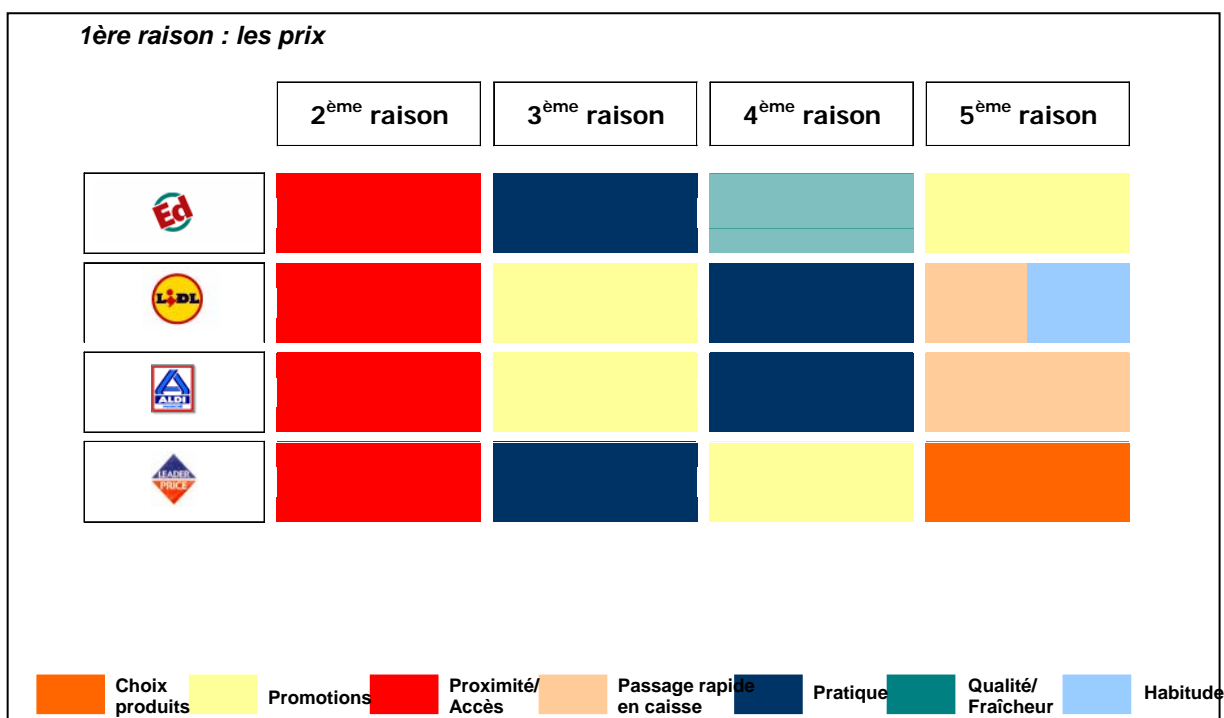 1ère raison : les prix
2ème raison 3ème raison 4ème raison 5ème raison
Ed
LiDL
ALDI
LEADER
PRICE
Choix
produits
Promotions
Proximité/
Accès
Passage rapide
en caisse
Pratique
Qualité/
Fraîcheur
Habitude